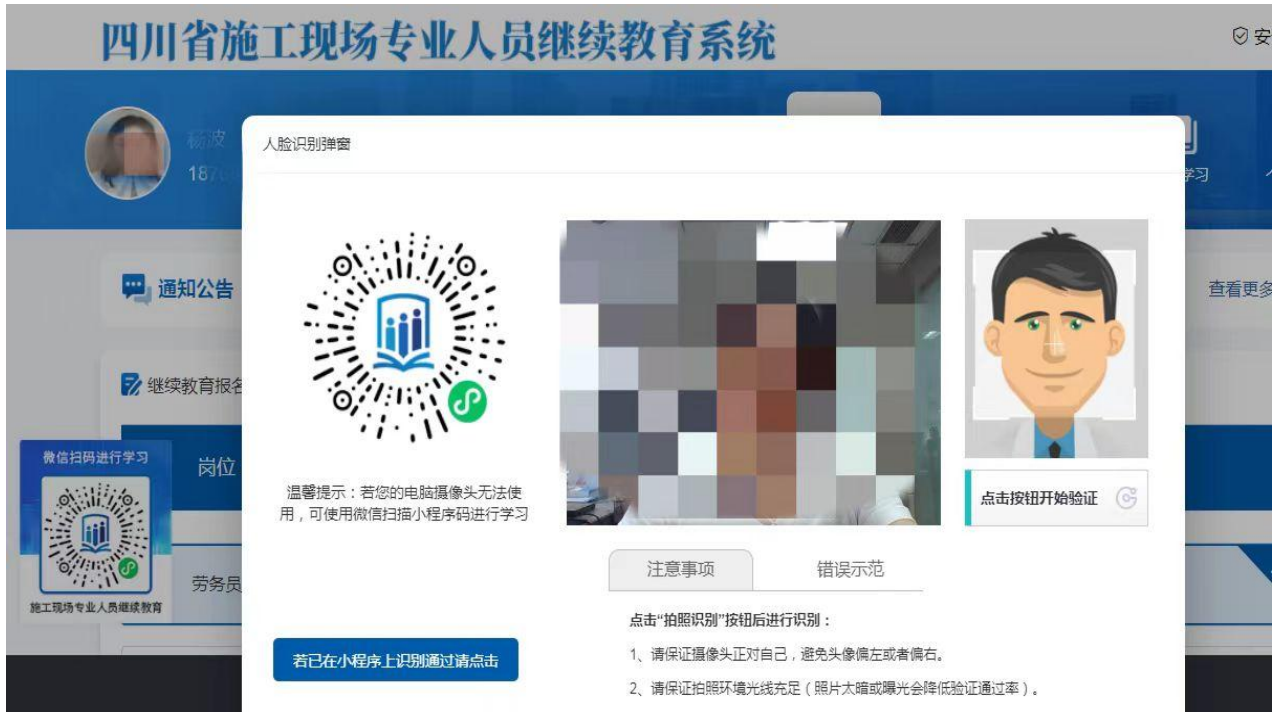 四川省施工现场专业人员继续教育系统
安
杨波
187
人脸识别弹窗
学习
通知公告
查看更多
继续教育报名
微信扫码进行学习
岗位
温馨提示：若您的电脑摄像头无法使
用，可使用微信扫描小程序码进行学习
点击按钮开始验证
劳务员
施工现场专业人员继续教育
注意事项
错误示范
点击“拍照识别”按钮后进行识别：
若已在小程序上识别通过请点击
1、请保证摄像头正对自己，避免头像偏左或者偏右。
2、请保证拍照环境光线充足（照片太暗或曝光会降低验证通过率）。